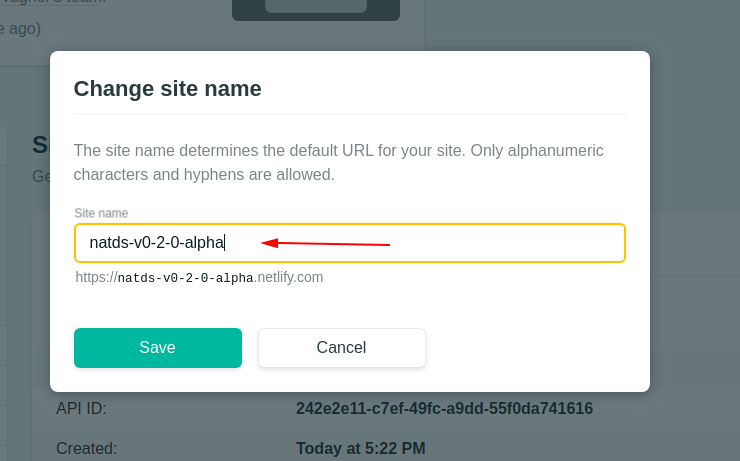 e ago)
Change site name
The site name determines the default URL for your site. Only alphanumeric
characters and hyphens are allowed.
Site name
natds-v0-2-0-alpha
https://natds-v0-2-0-alpha.netlify.com
Save Cancel
API ID: 242e2e11-c7ef-49fc-a9dd-55f0da741616
Created: Today at 5:22 PM